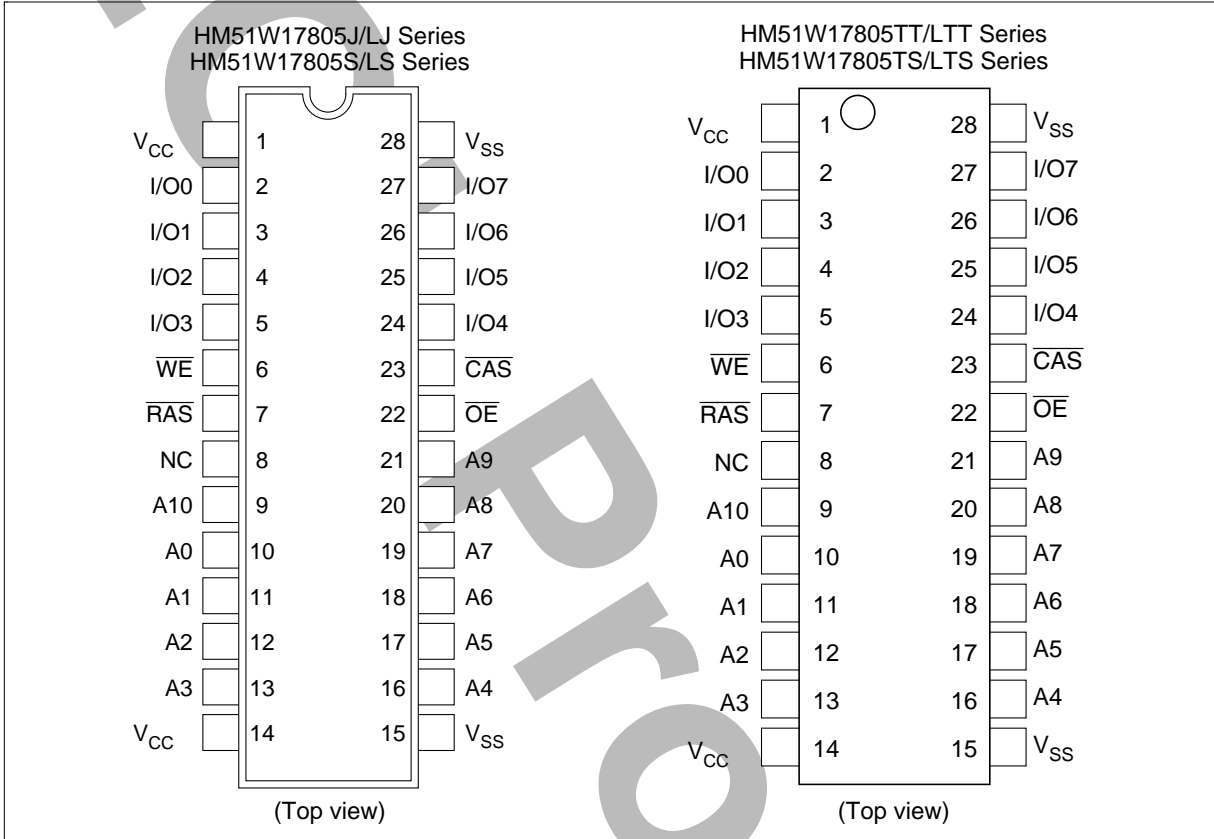 HM51W17805J/LJ Series
HM51W17805S/LS Series
VCC 1 28 VSS
I/O0 2 27 I/O7
I/O1 3 26 I/O6
I/O2 4 25 I/O5
I/O3 5 24 I/O4
WE 6 23 CAS
RAS 7 22 OE
NC 8 21 A9
A10 9 20 A8
A0 10 19 A7
A1 11 18 A6
A2 12 17 A5
A3 13 16 A4
VCC 14 15 VSS
(Top view)
HM51W17805TT/LTT Series
HM51W17805TS/LTS Series
VCC 1 28 VSS
I/O0 2 27 I/O7
I/O1 3 26 I/O6
I/O2 4 25 I/O5
I/O3 5 24 I/O4
WE 6 23 CAS
RAS 7 22 OE
NC 8 21 A9
A10 9 20 A8
A0 10 19 A7
A1 11 18 A6
A2 12 17 A5
A3 13 16 A4
VCC 14 15 VSS
(Top view)
Pro